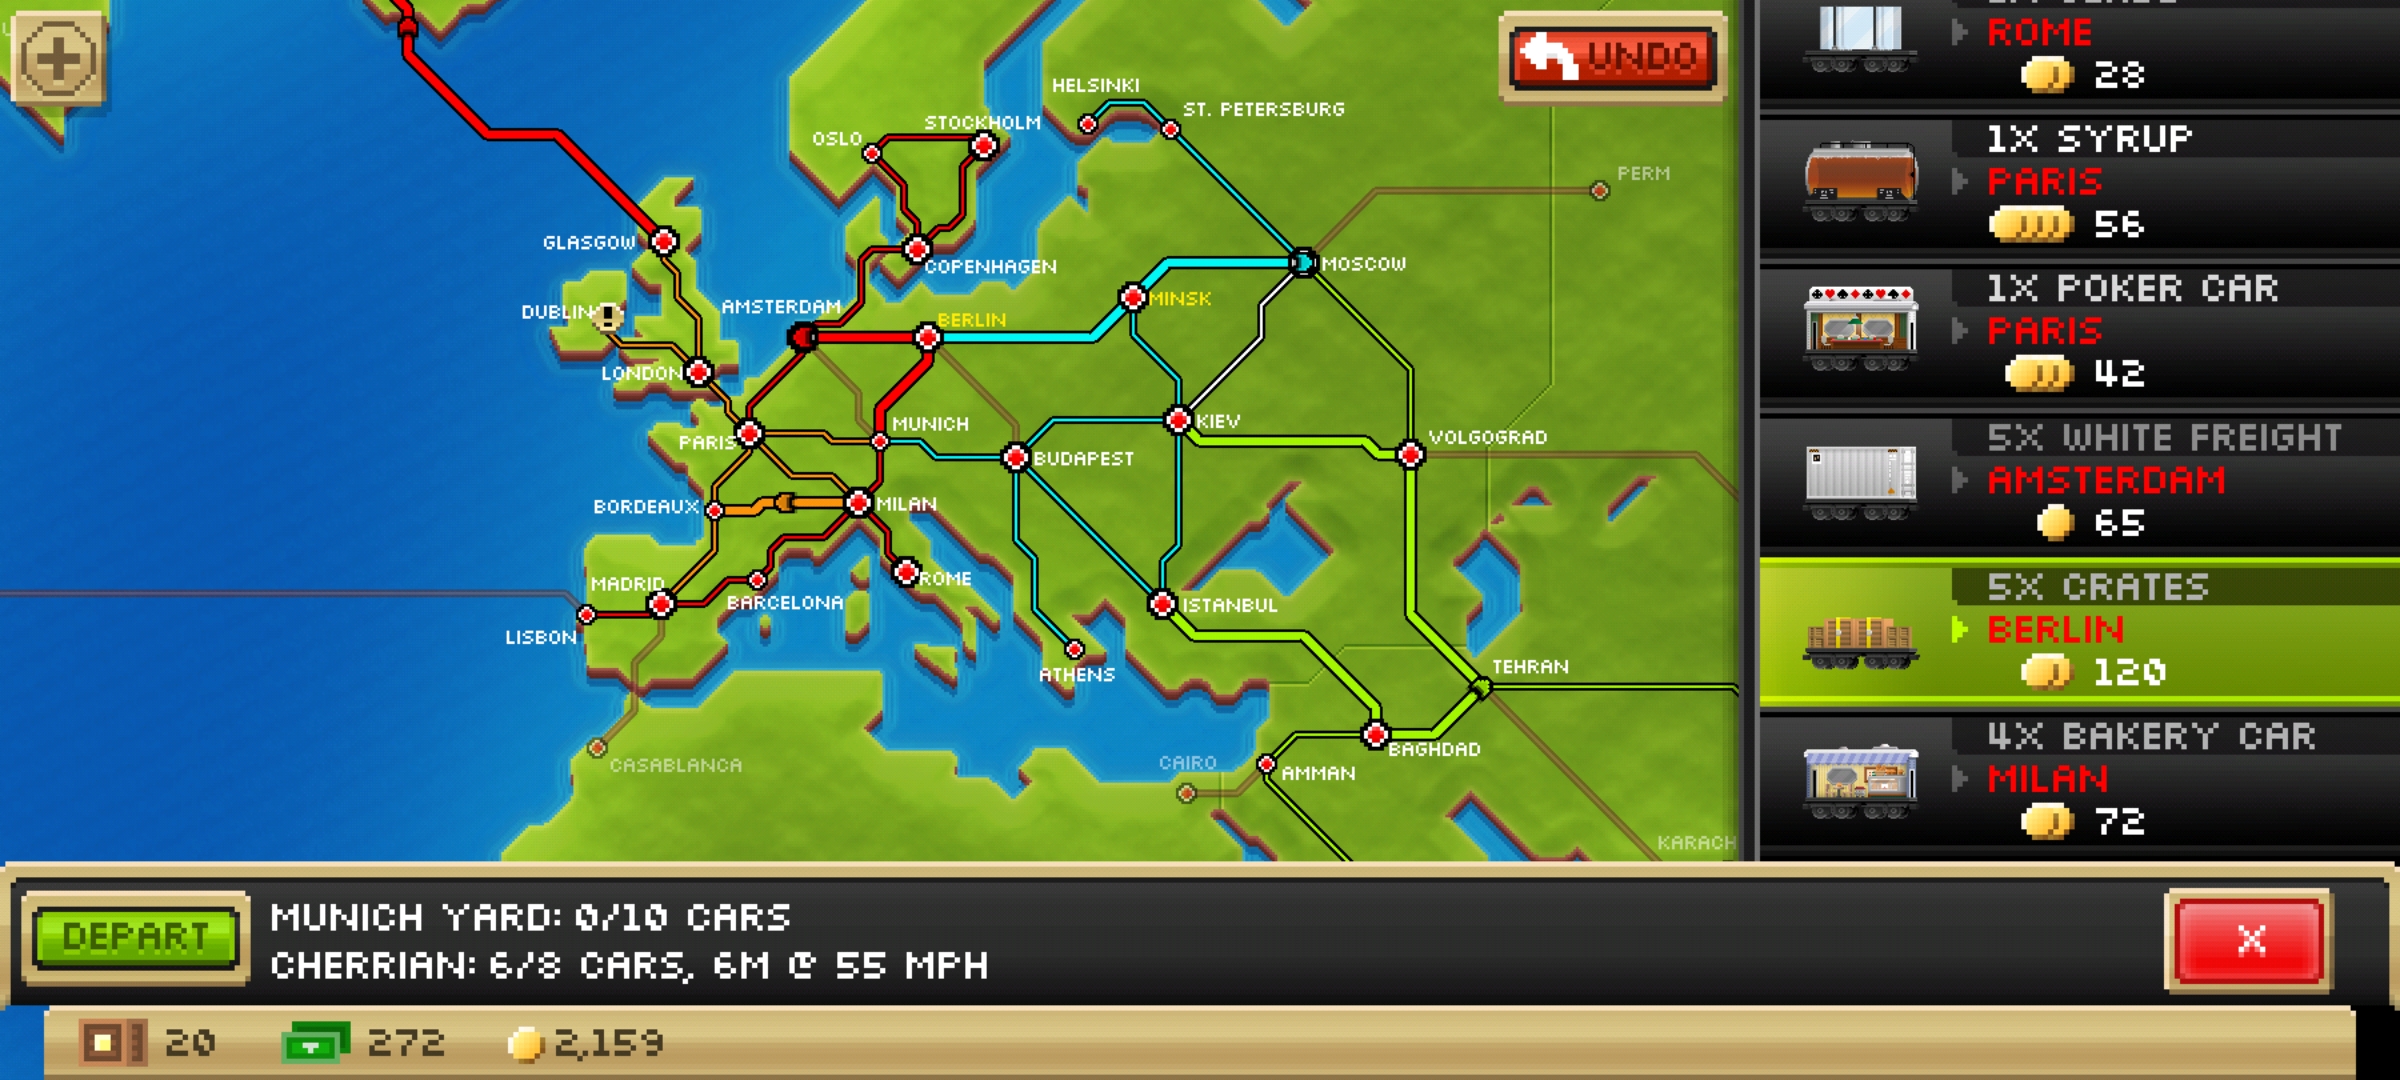 HELSINKI
ST. PETERSBURG
STOCKHOLM
OSLO
PERM
GLASGOW
COPENHAGEN
MOSCOW
DUBLIN
AMSTERDAM
MINSK
BERLIN
LONDON
PARIS
MUNICH
KIEV
VOLGOGRAD
BUDAPEST
BORDEAUX
MILAN
MADRID
ROME
BARCELONA
ISTANBUL
LISBON
ATHENS
TEHRAN
BAGHDAD
CASABLANCA
CAIRO
AMMAN
KARACH
UNDO
ROME
28
1X SYRUP
PARIS
56
1X POKER CAR
PARIS
42
5X WHITE FREIGHT
AMSTERDAM
65
5X CRATES
BERLIN
120
4X BAKERY CAR
MILAN
72
DEPART
MUNICH YARD: 0/10 CARS
CHERRIAN: 6/8 CARS, 6M @ 55 MPH
X
20
272
2,159